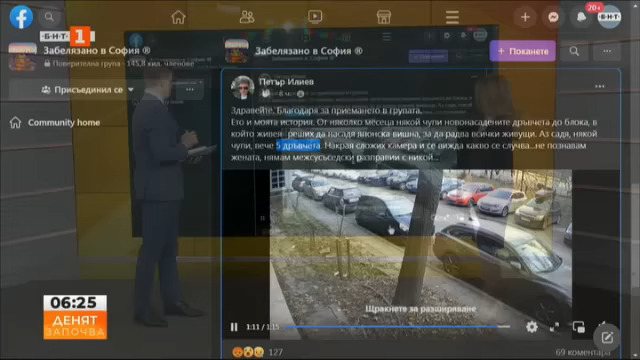 БНТ 1
20+
БНТ
Забелязано в София ®
Поверителна група · 145,8 хил. членове
Забелязано в София ®
+ Поканете
Присъединил се
Community home
Петър Илиев
8 ч.
Здравейте. Благодаря за приемането в групата.
Ето и моята история. От няколко месеца някой чупи новонасадените дръвчета до блока, в
който живея - реших да насадя японска вишна, за да радва всички живущи. Аз садя, някой
чупи, вече 5 дръвчета. Накрая сложих камера и се вижда какво се случва...не познавам
жената, нямам межсусъседски разправии с никой...
Щракнете за разширяване
1:11 / 1:15
06:25
ДЕНЯТ
ЗАПОЧВА
127
69 коментара